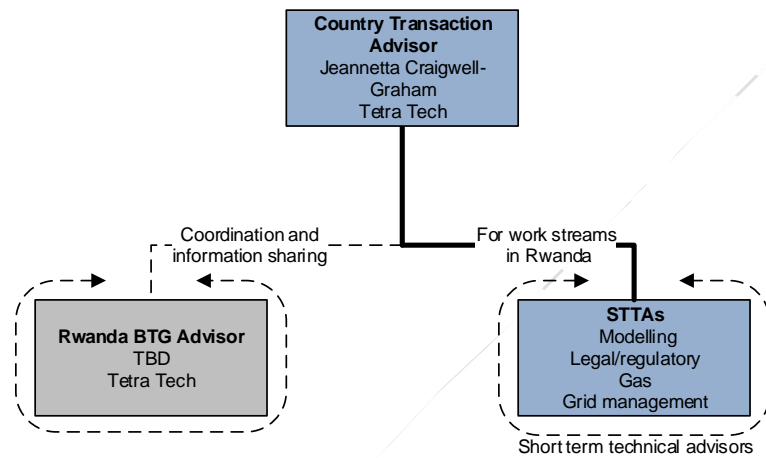 Country Transaction
Advisor
Jeannetta Craigwell-
Graham
Tetra Tech
Coordination and
information sharing
For work streams
in Rwanda
Rwanda BTG Advisor
TBD
Tetra Tech
STTAs
Modelling
Legal/regulatory
Gas
Grid management
Short term technical advisors